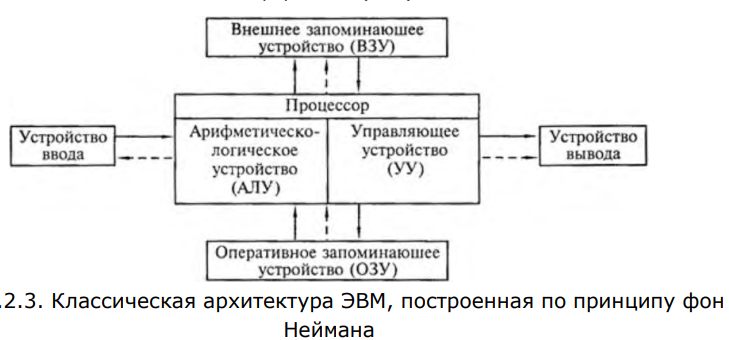 Внешнее запоминающее
устройство (ВЗУ)
Процессор
Устройство
ввода
Арифметическо-
логическое
устройство
(АЛУ)
Управляющее
устройство
(УУ)
Устройство
вывода
Оперативное запоминающее
устройство (ОЗУ)
.2.3. Классическая архитектура ЭВМ, построенная по принципу фон
Неймана